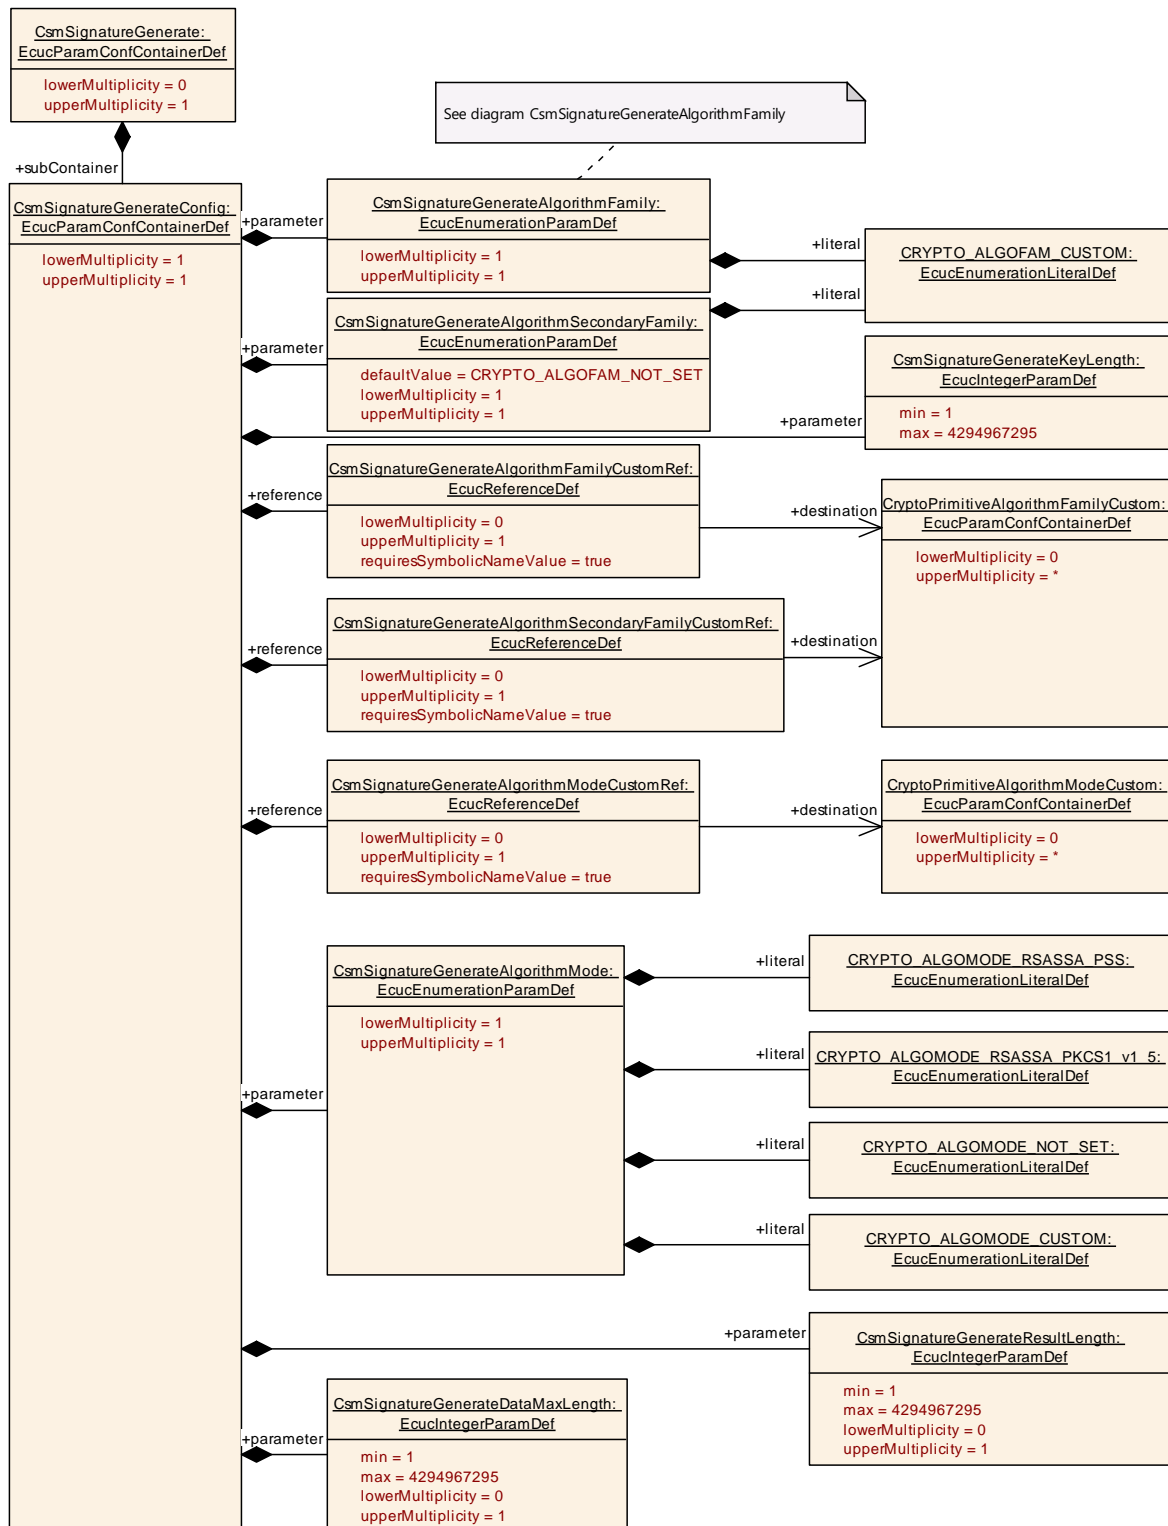 CsmSignatureGenerate:
EcucParamConfContainerDef
lowerMultiplicity = 0
upperMultiplicity = 1
See diagram CsmSignatureGenerateAlgorithmFamily
+subContainer
CsmSignatureGenerateConfig:
EcucParamConfContainerDef
lowerMultiplicity = 1
upperMultiplicity = 1
+parameter
CsmSignatureGenerateAlgorithmFamily:
EcucEnumerationParamDef
lowerMultiplicity = 1
upperMultiplicity = 1
+literal
CRYPTO_ALGOFAM_CUSTOM:
EcucEnumerationLiteralDef
+literal
+parameter
CsmSignatureGenerateAlgorithmSecondaryFamily:
EcucEnumerationParamDef
defaultValue = CRYPTO_ALGOFAM_NOT_SET
lowerMultiplicity = 1
upperMultiplicity = 1
+parameter
CsmSignatureGenerateKeyLength:
EcucIntegerParamDef
min = 1
max = 4294967295
+reference
CsmSignatureGenerateAlgorithmFamilyCustomRef:
EcucReferenceDef
lowerMultiplicity = 0
upperMultiplicity = 1
requiresSymbolicNameValue = true
+destination
CryptoPrimitiveAlgorithmFamilyCustom:
EcucParamConfContainerDef
lowerMultiplicity = 0
upperMultiplicity = *
+reference
CsmSignatureGenerateAlgorithmSecondaryFamilyCustomRef:
EcucReferenceDef
lowerMultiplicity = 0
upperMultiplicity = 1
requiresSymbolicNameValue = true
+destination
+reference
CsmSignatureGenerateAlgorithmModeCustomRef:
EcucReferenceDef
lowerMultiplicity = 0
upperMultiplicity = 1
requiresSymbolicNameValue = true
+destination
CryptoPrimitiveAlgorithmModeCustom:
EcucParamConfContainerDef
lowerMultiplicity = 0
upperMultiplicity = *
+parameter
CsmSignatureGenerateAlgorithmMode:
EcucEnumerationParamDef
lowerMultiplicity = 1
upperMultiplicity = 1
+literal
CRYPTO_ALGOMODE_RSASSA_PSS:
EcucEnumerationLiteralDef
+literal
CRYPTO_ALGOMODE_RSASSA_PKCS1_v1_5:
EcucEnumerationLiteralDef
+literal
CRYPTO_ALGOMODE_NOT_SET:
EcucEnumerationLiteralDef
+literal
CRYPTO_ALGOMODE_CUSTOM:
EcucEnumerationLiteralDef
+parameter
CsmSignatureGenerateResultLength:
EcucIntegerParamDef
min = 1
max = 4294967295
lowerMultiplicity = 0
upperMultiplicity = 1
+parameter
CsmSignatureGenerateDataMaxLength:
EcucIntegerParamDef
min = 1
max = 4294967295
lowerMultiplicity = 0
upperMultiplicity = 1